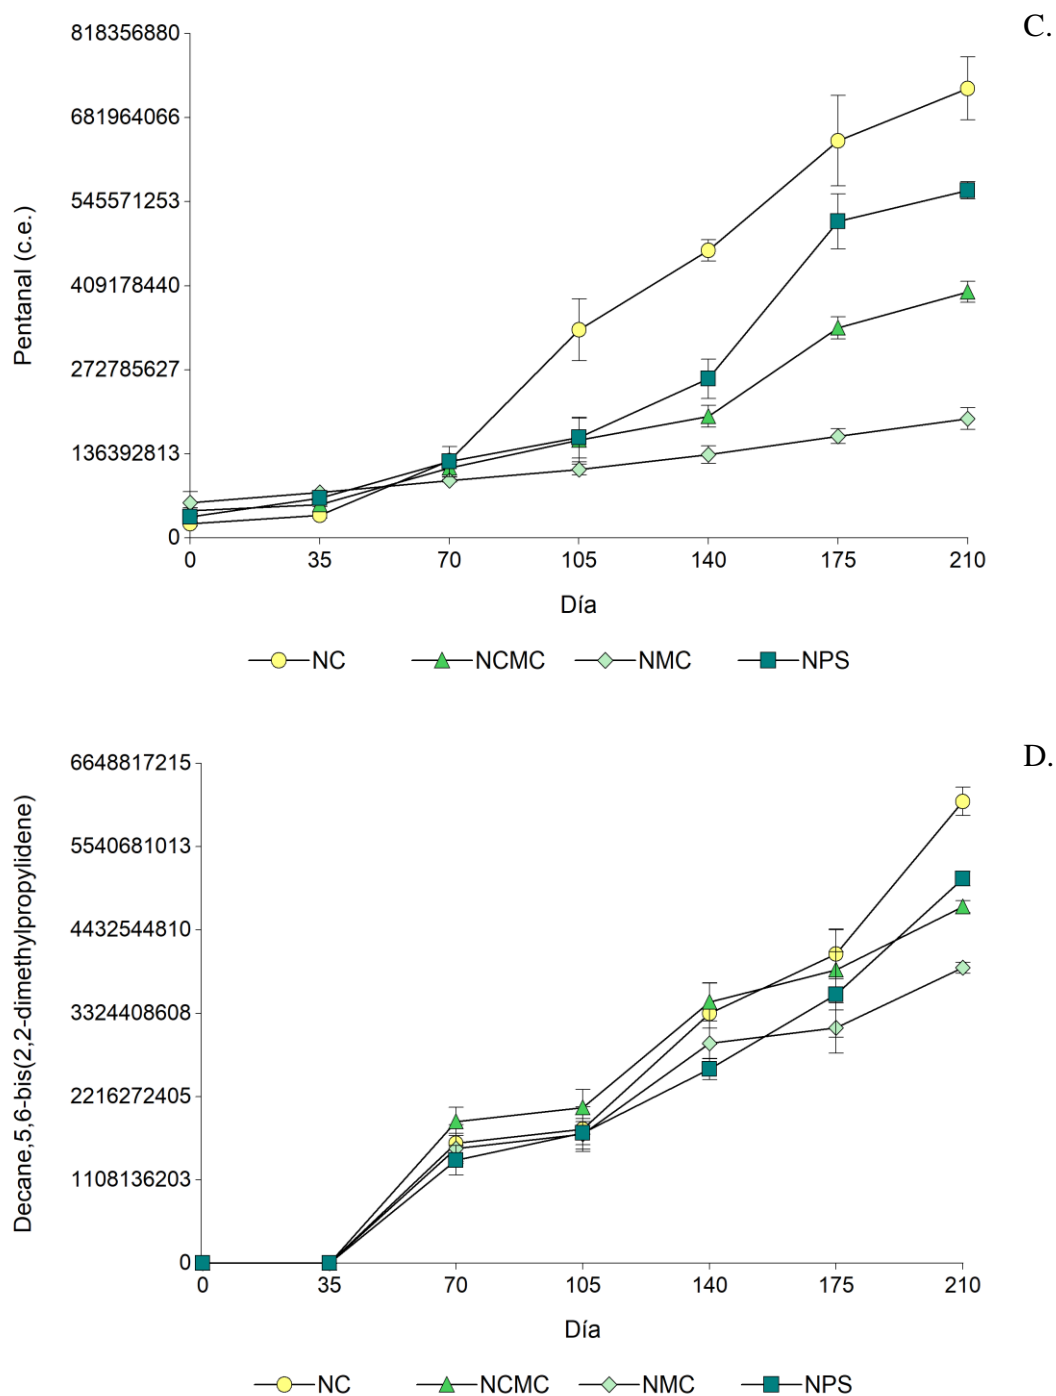 C.
818356880
681964066
545571253
409178440
272785627
136392813
0
Pentanal (c.e.)
0 35 70 105 140 175 210
Día
NC NCMC NMC NPS
D.
6648817215
5540681013
4432544810
3324408608
2216272405
1108136203
0
Decane,5,6-bis(2,2-dimethylpropylidene)
0 35 70 105 140 175 210
Día
NC NCMC NMC NPS